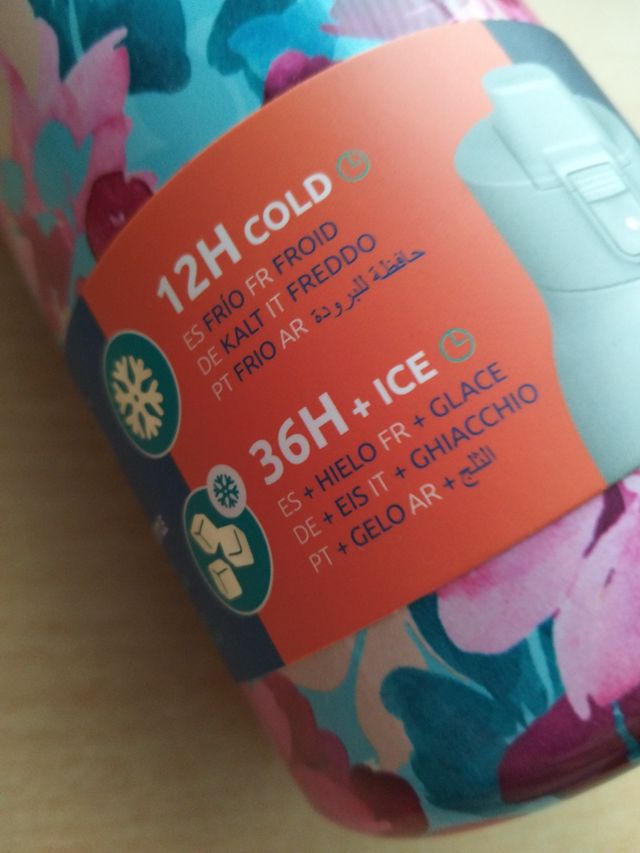 12H COLD
ES FRÍO FR FROID
DE KALT IT FREDDO
PT FRIO AR حافظة للبرودة
36H + ICE
ES + HIELO FR + GLACE
DE + EIS IT + GHIACCHIO
PT + GELO AR + الثلج